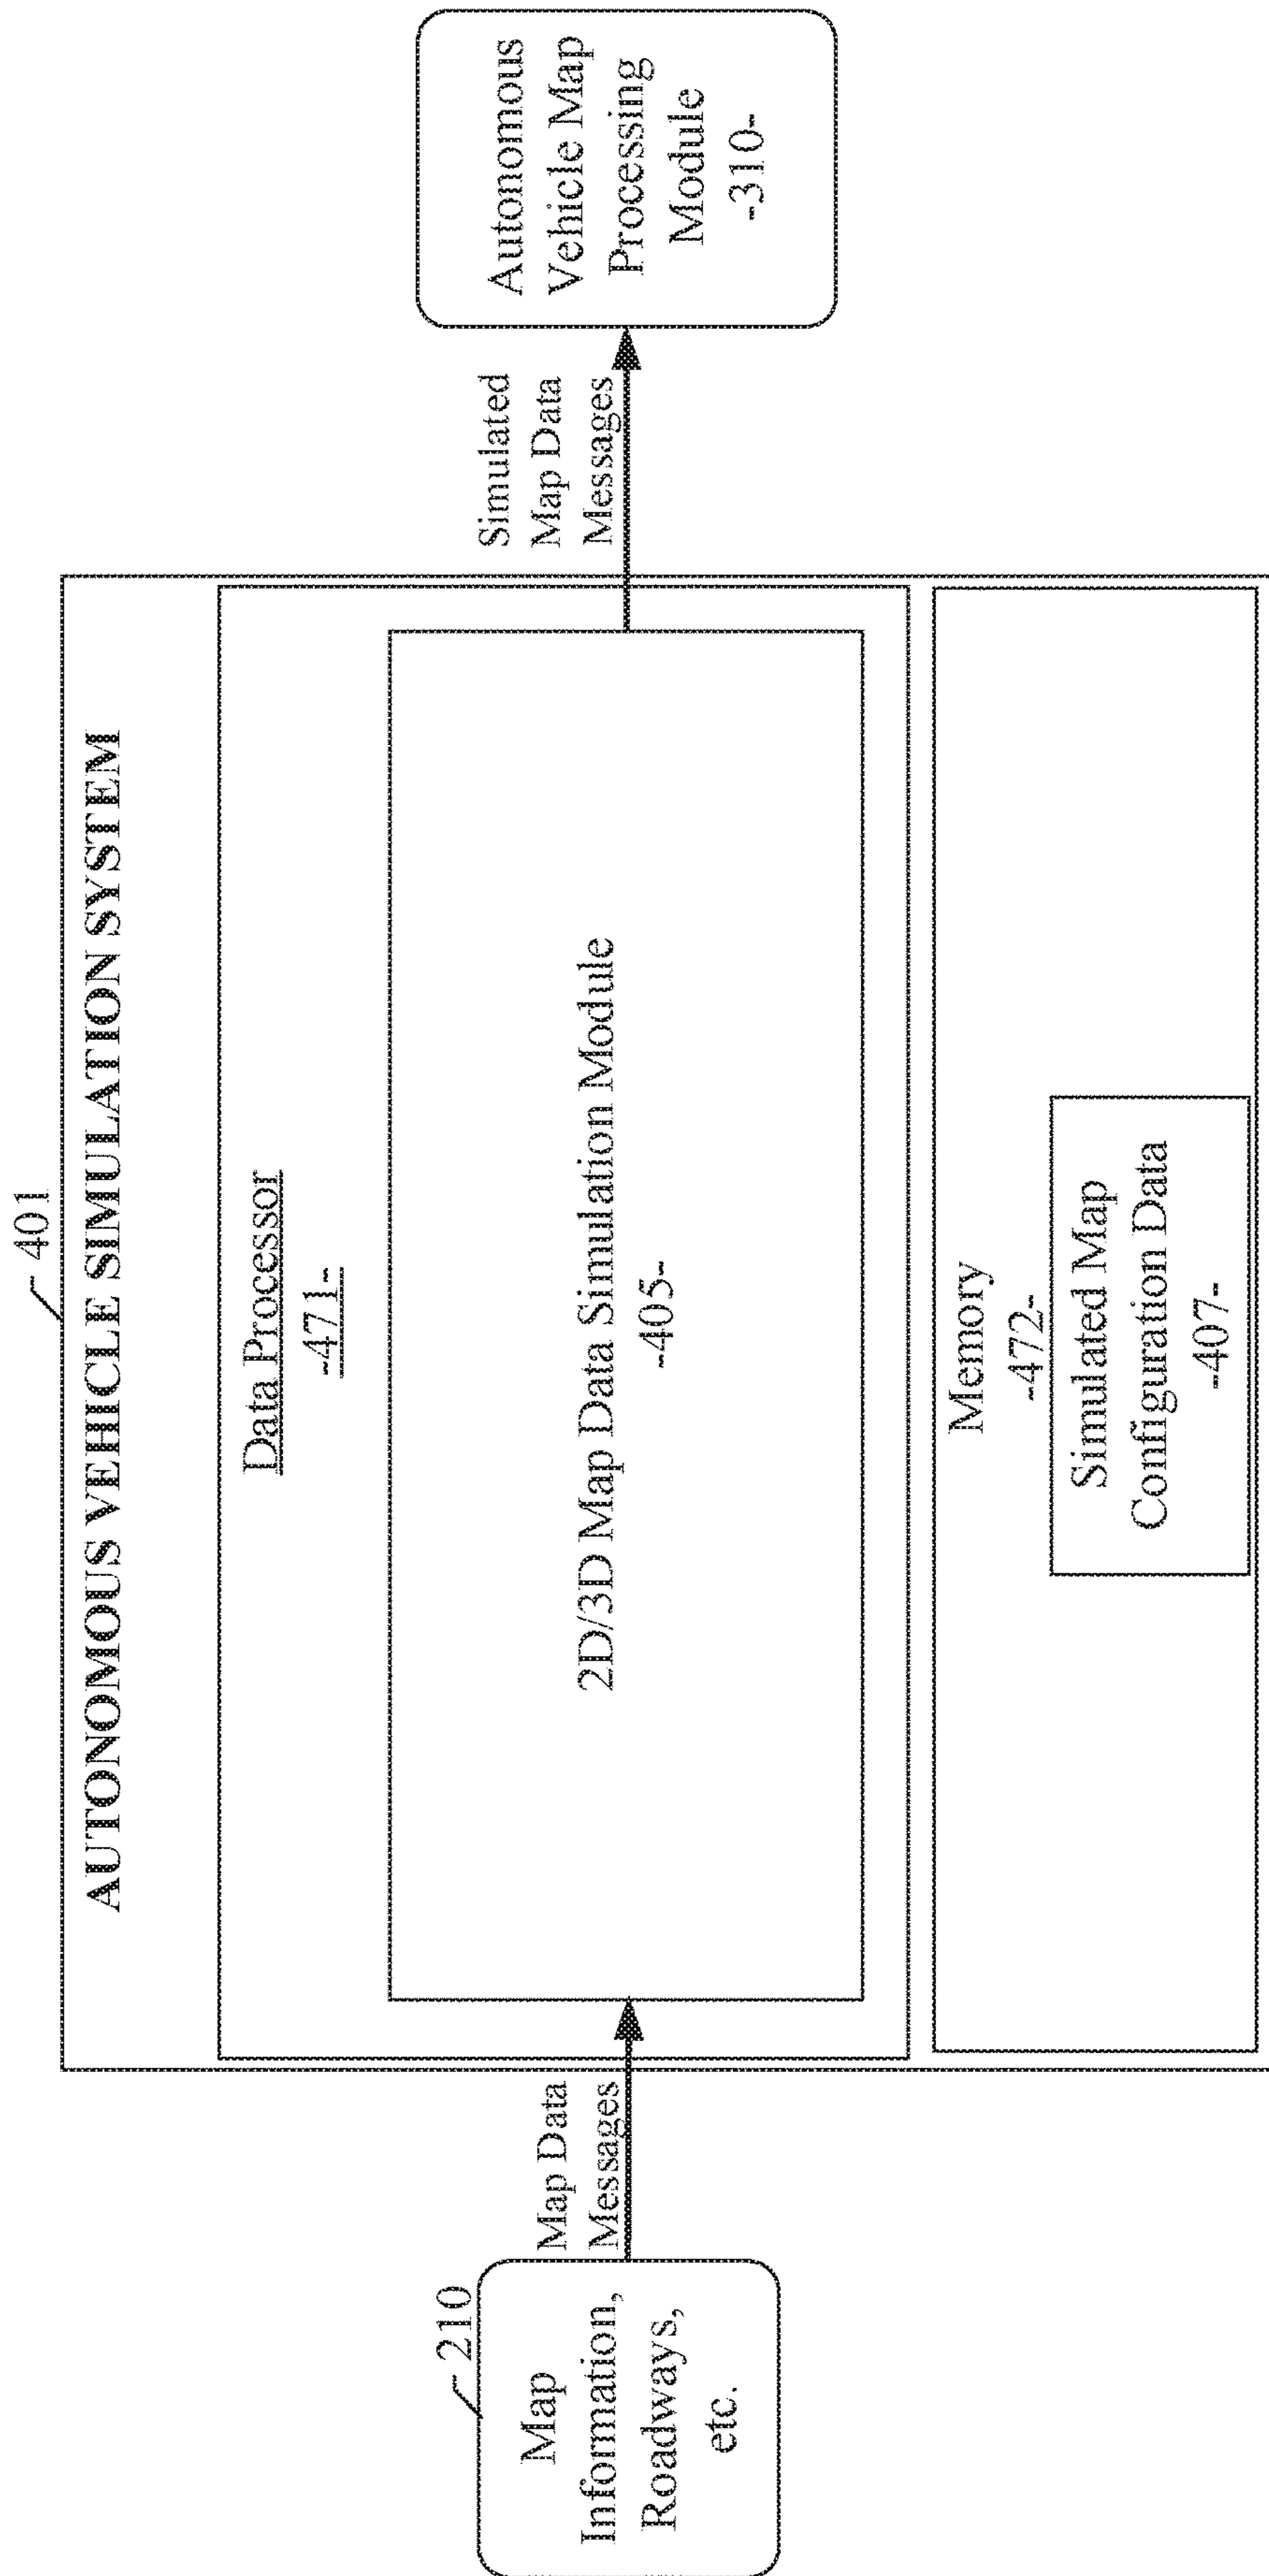 401
AUTONOMOUS VEHICLE SIMULATION SYSTEM
210
Map
Information,
Roadways,
etc.
Map Data
Messages
Data Processor
-471-
2D/3D Map Data Simulation Module
-405-
Memory
-472-
Simulated Map
Configuration Data
-407-
Simulated
Map Data
Messages
Autonomous
Vehicle Map
Processing
Module
-310-